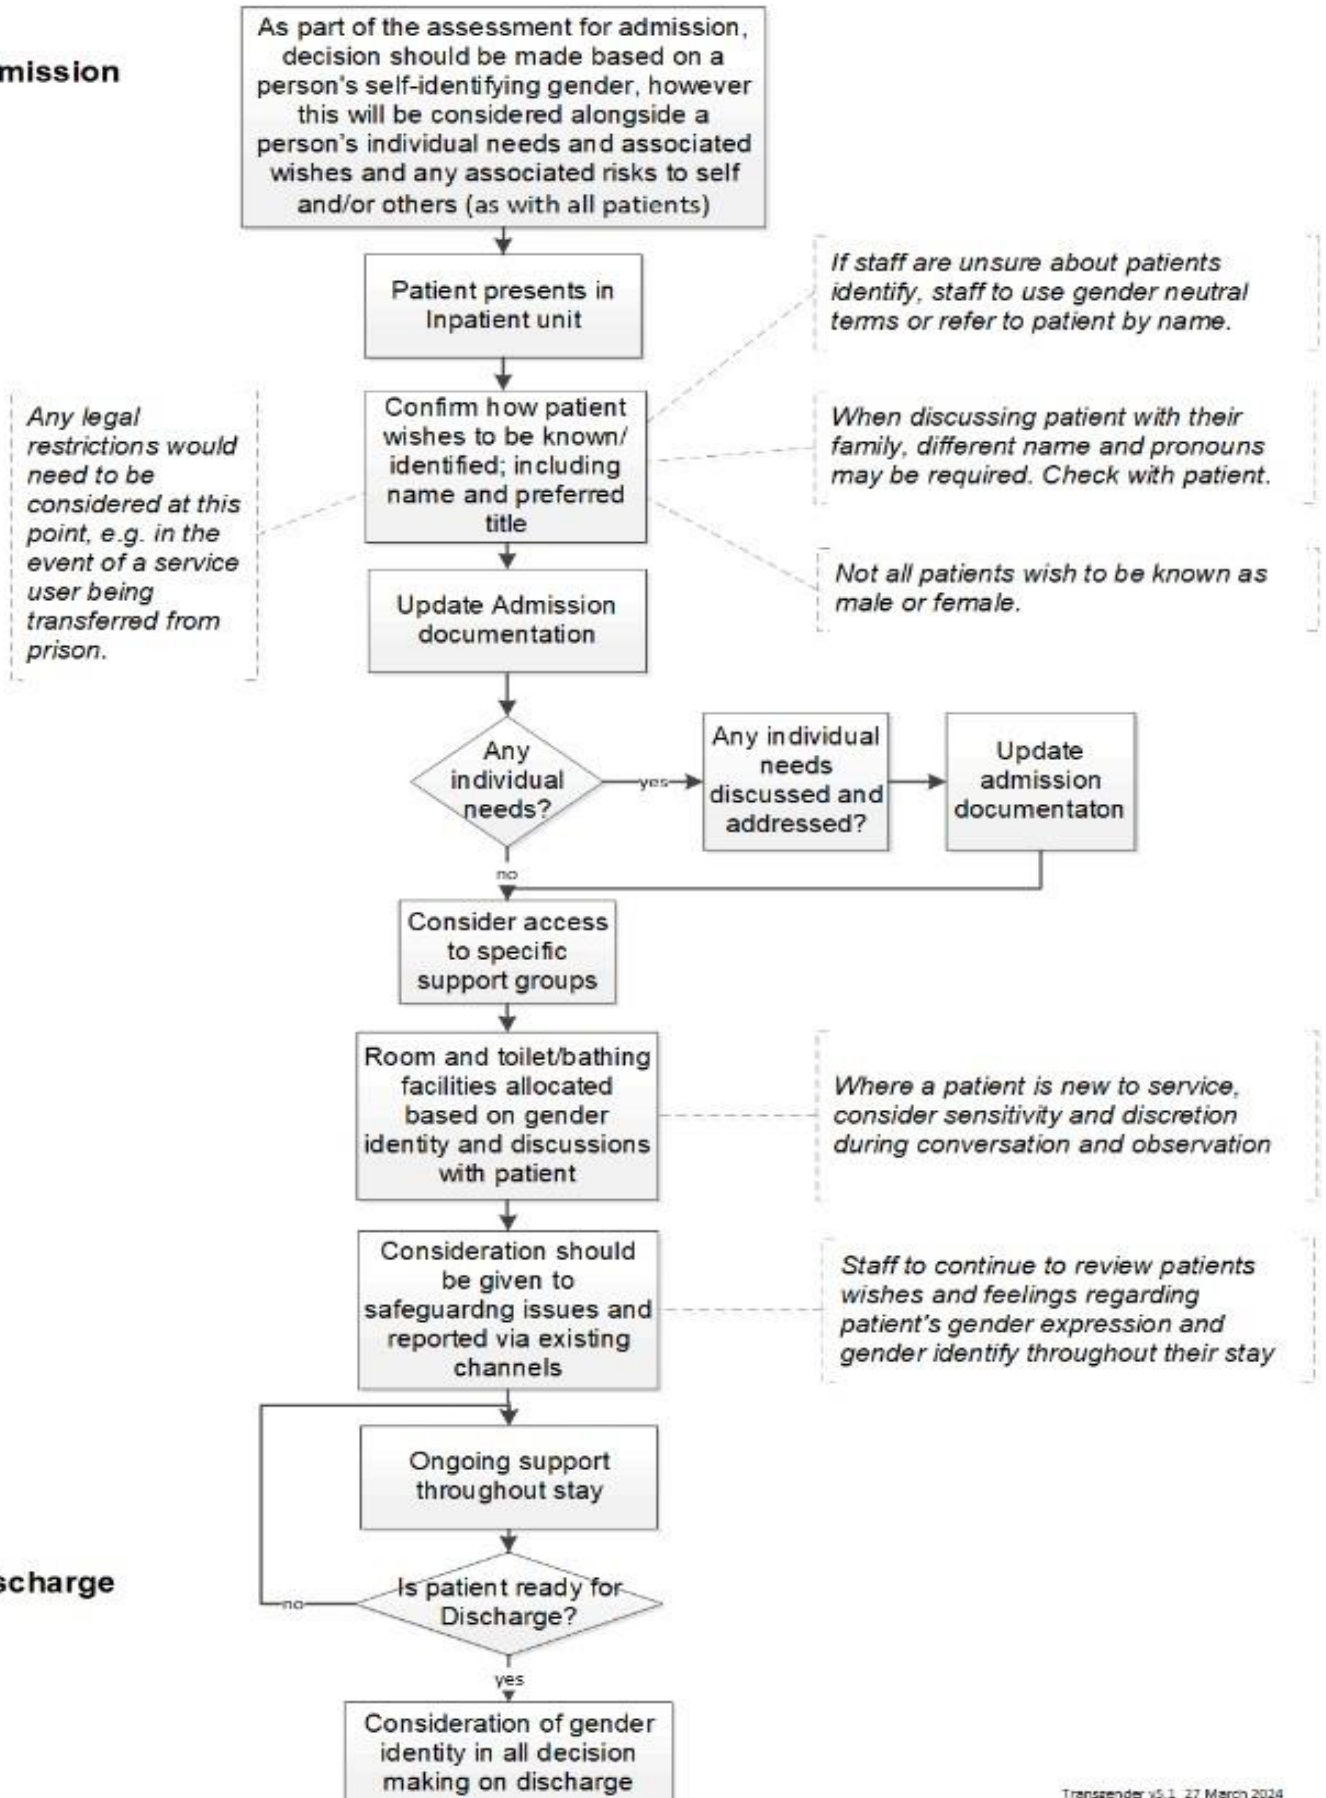 mission
As part of the assessment for admission,
decision should be made based on a
person's self-identifying gender, however
this will be considered alongside a
person's individual needs and associated
wishes and any associated risks to self
and/or others (as with all patients)
Patient presents in
Inpatient unit
If staff are unsure about patients
identify, staff to use gender neutral
terms or refer to patient by name.
Any legal
restrictions would
need to be
considered at this
point, e.g. in the
event of a service
user being
transferred from
prison.
Confirm how patient
wishes to be known/
identified; including
name and preferred
title
When discussing patient with their
family, different name and pronouns
may be required. Check with patient.
Not all patients wish to be known as
male or female.
Update Admission
documentation
Any
individual
needs?
yes
Any individual
needs
discussed and
addressed?
Update
admission
documentaton
no
Consider access
to specific
support groups
Room and toilet/bathing
facilities allocated
based on gender
identity and discussions
with patient
Where a patient is new to service,
consider sensitivity and discretion
during conversation and observation
Consideration should
be given to
safeguardng issues and
reported via existing
channels
Staff to continue to review patients
wishes and feelings regarding
patient's gender expression and
gender identify throughout their stay
Ongoing support
throughout stay
scharge
Is patient ready for
Discharge?
no
yes
Consideration of gender
identity in all decision
making on discharge
Transgender v5.1 27 March 2024